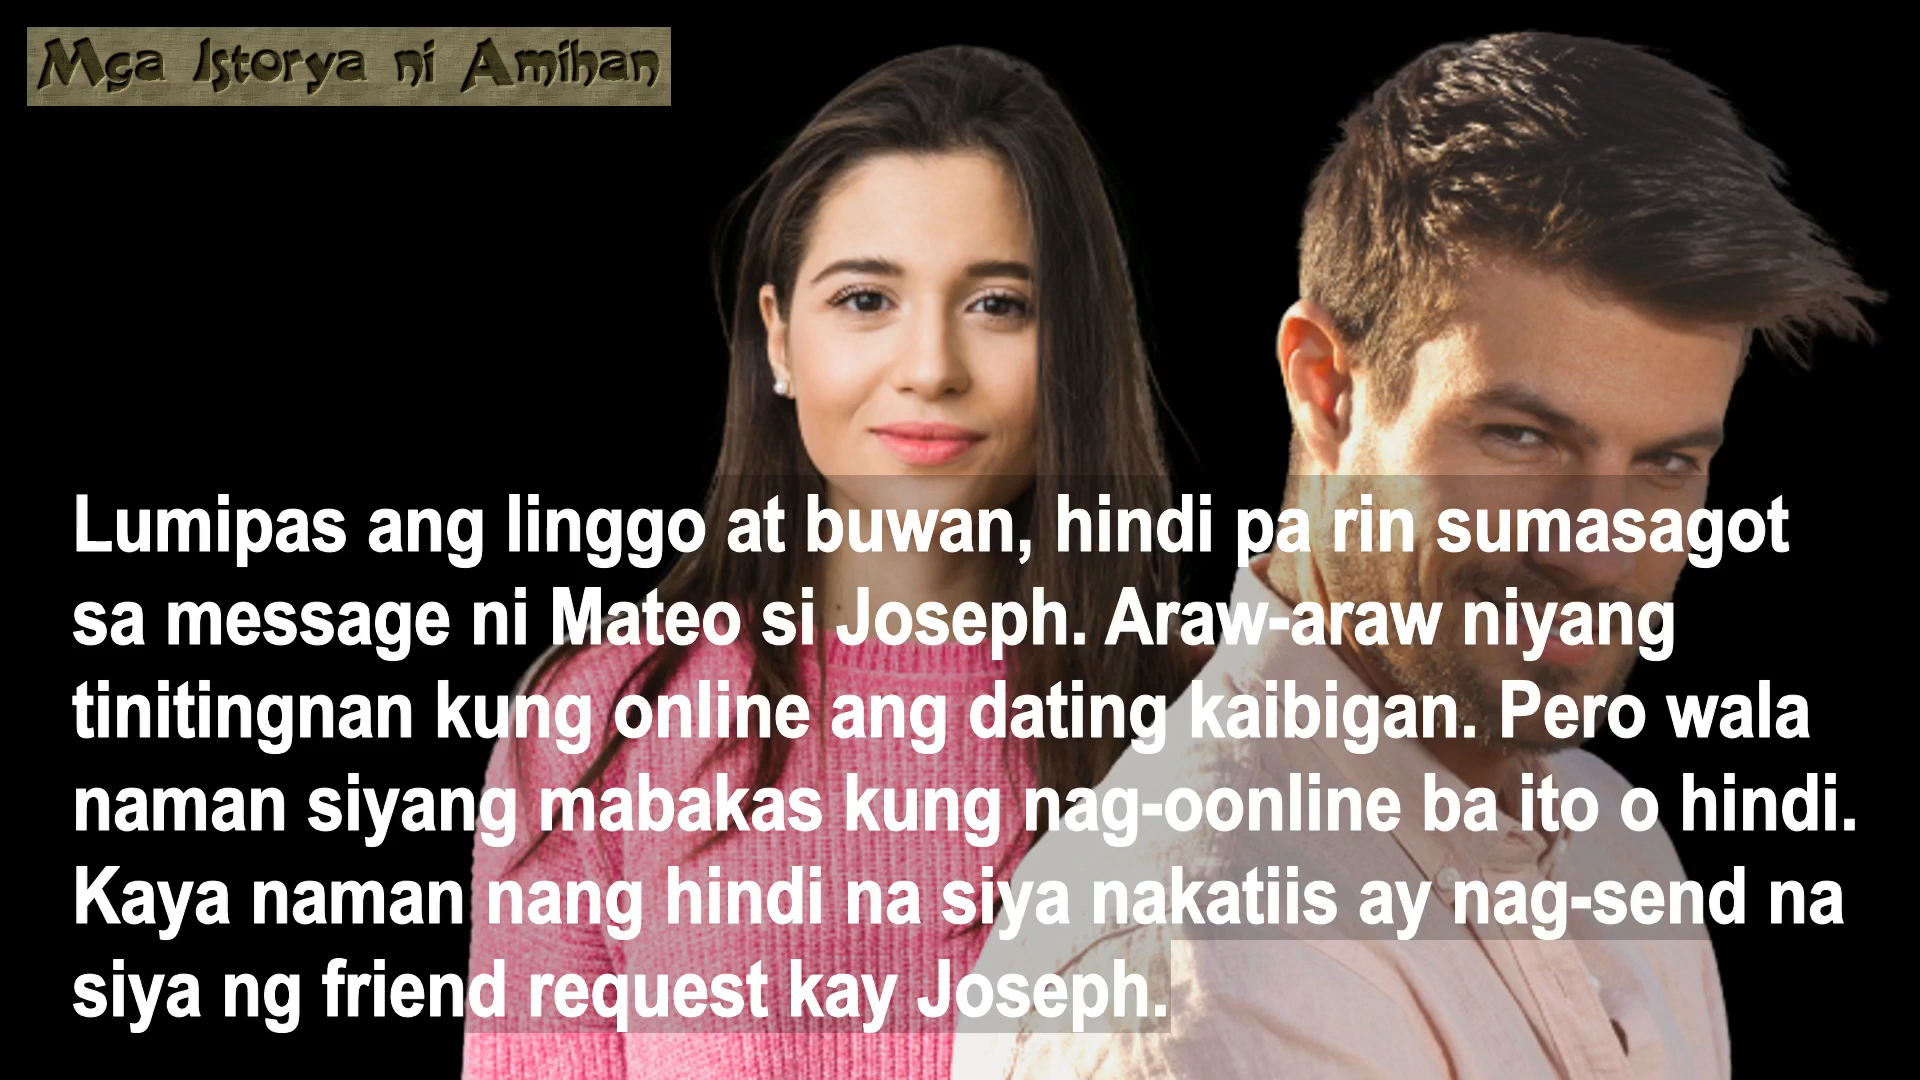 Mga Istorya ni Amihan
Lumipas ang linggo at buwan, hindi pa rin sumasagot
sa message ni Mateo si Joseph. Araw-araw niyang
tinitingnan kung online ang dating kaibigan. Pero wala
naman siyang mabakas kung nag-oonline ba ito o hindi.
Kaya naman nang hindi na siya nakatiis ay nag-send na
siya ng friend request kay Joseph.